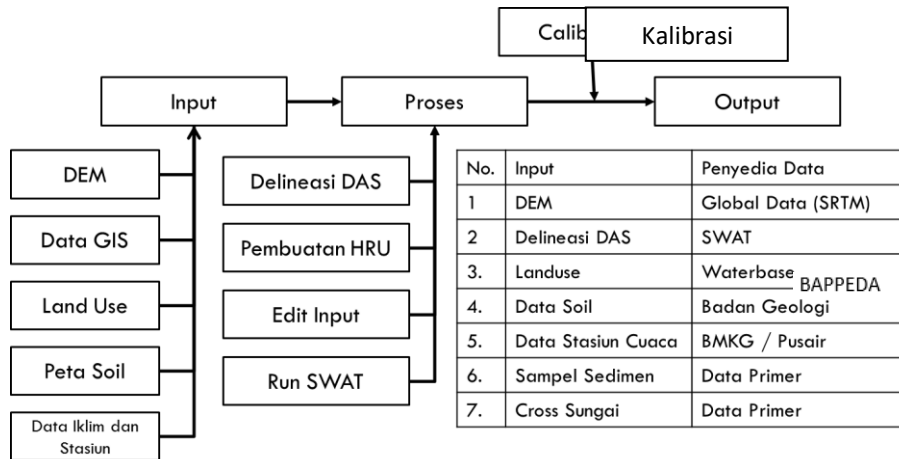 Calib
Kalibrasi
Input
Proses
Output
DEM
Data GIS
Land Use
Peta Soil
Data Iklim dan
Stasiun
Delineasi DAS
Pembuatan HRU
Edit Input
Run SWAT
No. Input Penyedia Data
1 DEM Global Data (SRTM)
2 Delineasi DAS SWAT
3. Landuse Waterbase BAPPEDA
4. Data Soil Badan Geologi
5. Data Stasiun Cuaca BMKG / Pusair
6. Sampel Sedimen Data Primer
7. Cross Sungai Data Primer